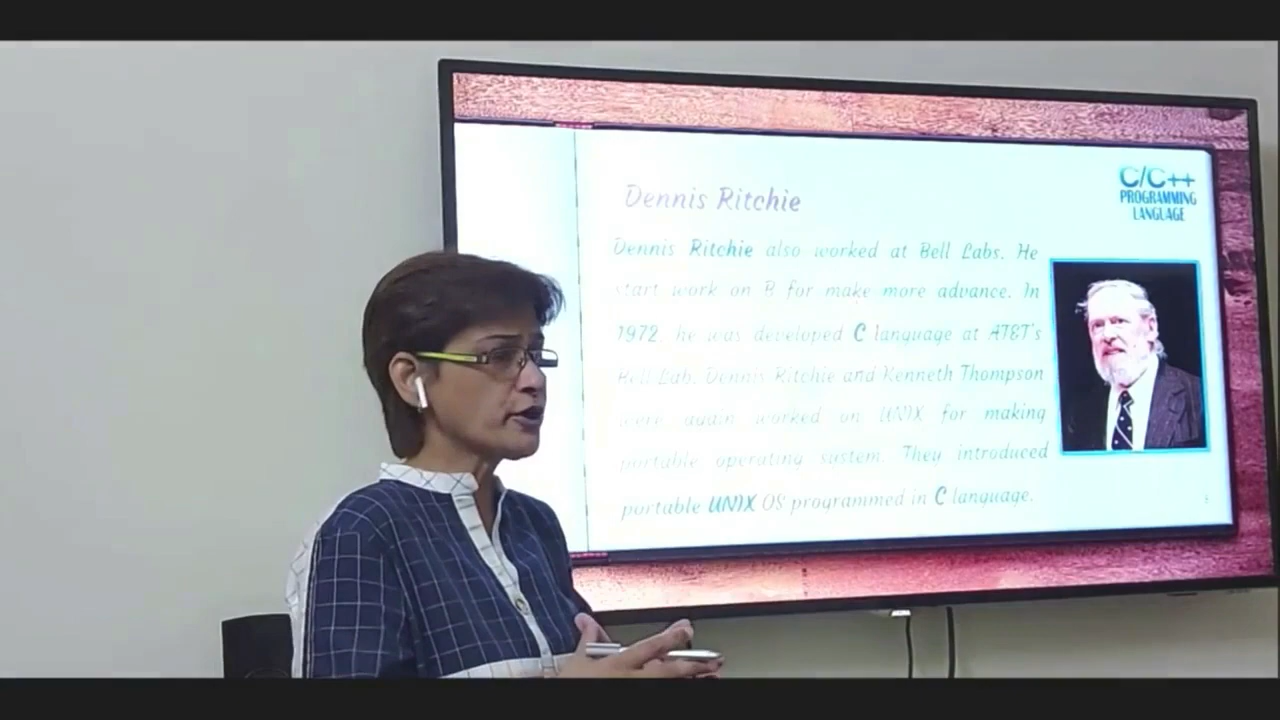 Dennis Ritchie
C/C++
PROGRAMMING
LANGUAGE
Dennis Ritchie also worked at Bell Labs. He
start work on B for make more advance. In
1972, he was developed C language at AT&T's
Bell Lab. Dennis Ritchie and Kenneth Thompson
were again worked on UNIX for making
portable operating system. They introduced
portable UNIX OS programmed in C language.